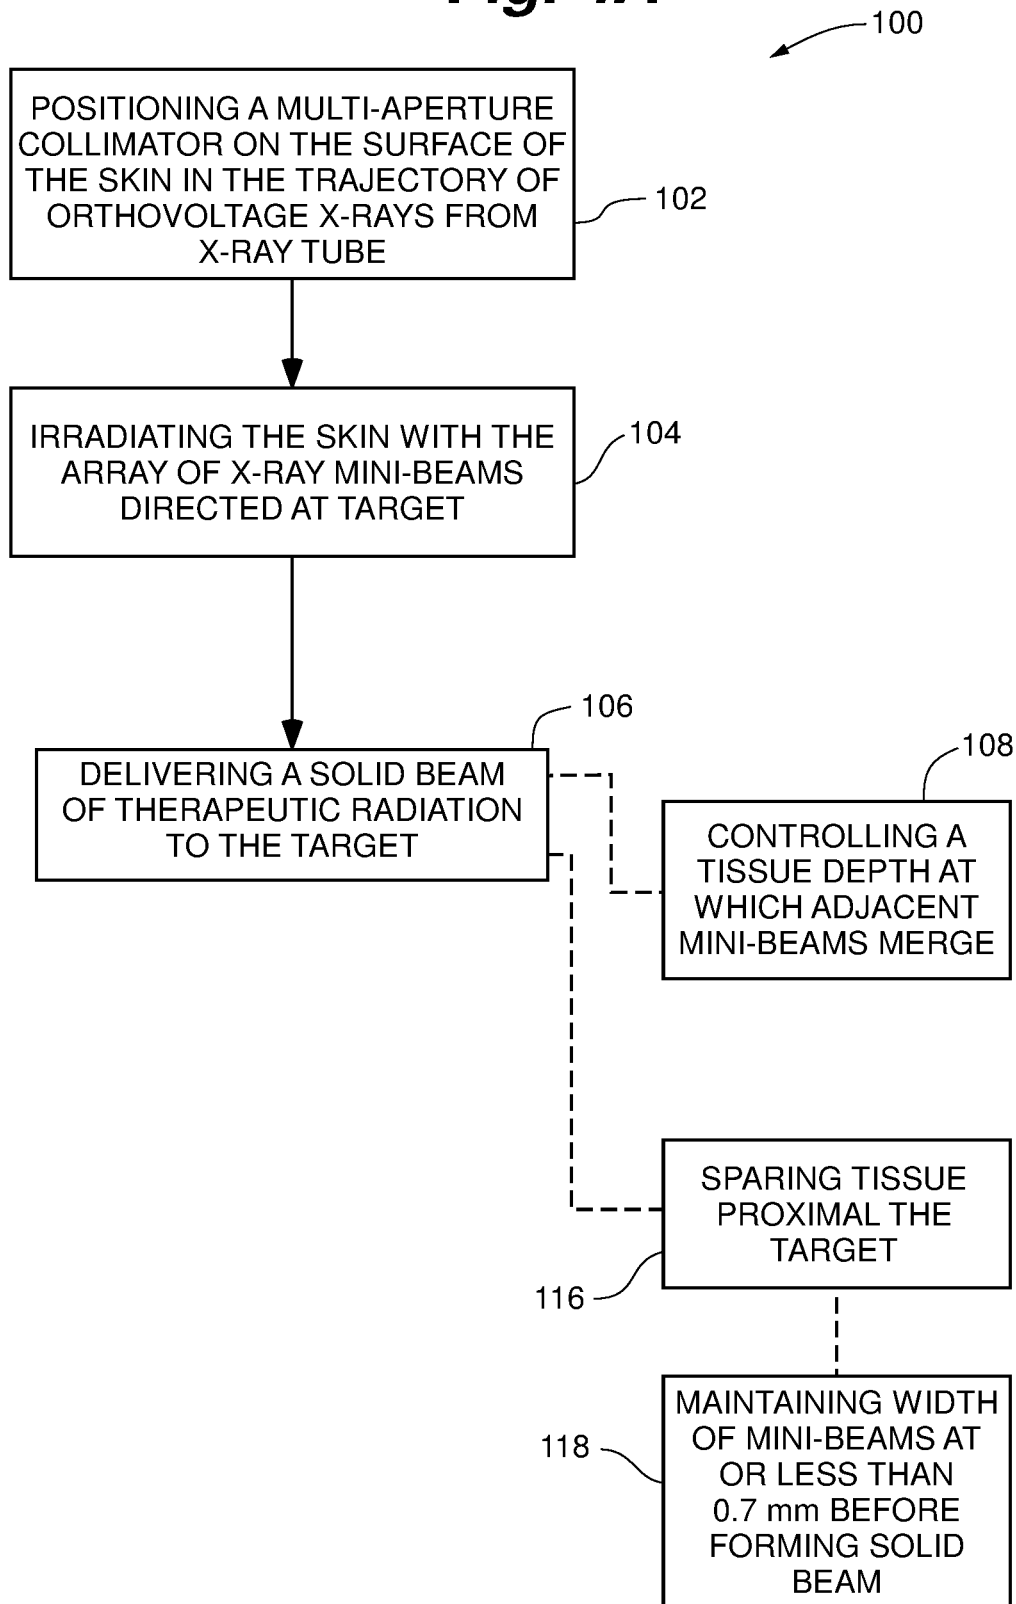 100
POSITIONING A MULTI-APERTURE
COLLIMATOR ON THE SURFACE OF
THE SKIN IN THE TRAJECTORY OF
ORTHOVOLTAGE X-RAYS FROM
X-RAY TUBE
102
IRRADIATING THE SKIN WITH THE
ARRAY OF X-RAY MINI-BEAMS
DIRECTED AT TARGET
104
106
DELIVERING A SOLID BEAM
OF THERAPEUTIC RADIATION
TO THE TARGET
108
CONTROLLING A
TISSUE DEPTH AT
WHICH ADJACENT
MINI-BEAMS MERGE
SPARING TISSUE
PROXIMAL THE
TARGET
116
MAINTAINING WIDTH
OF MINI-BEAMS AT
OR LESS THAN
0.7 mm BEFORE
FORMING SOLID
BEAM
118